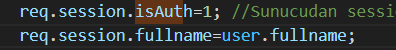 req.session.isAuth=1; //Sunucudan sessi
req.session.fullname=user.fullname;